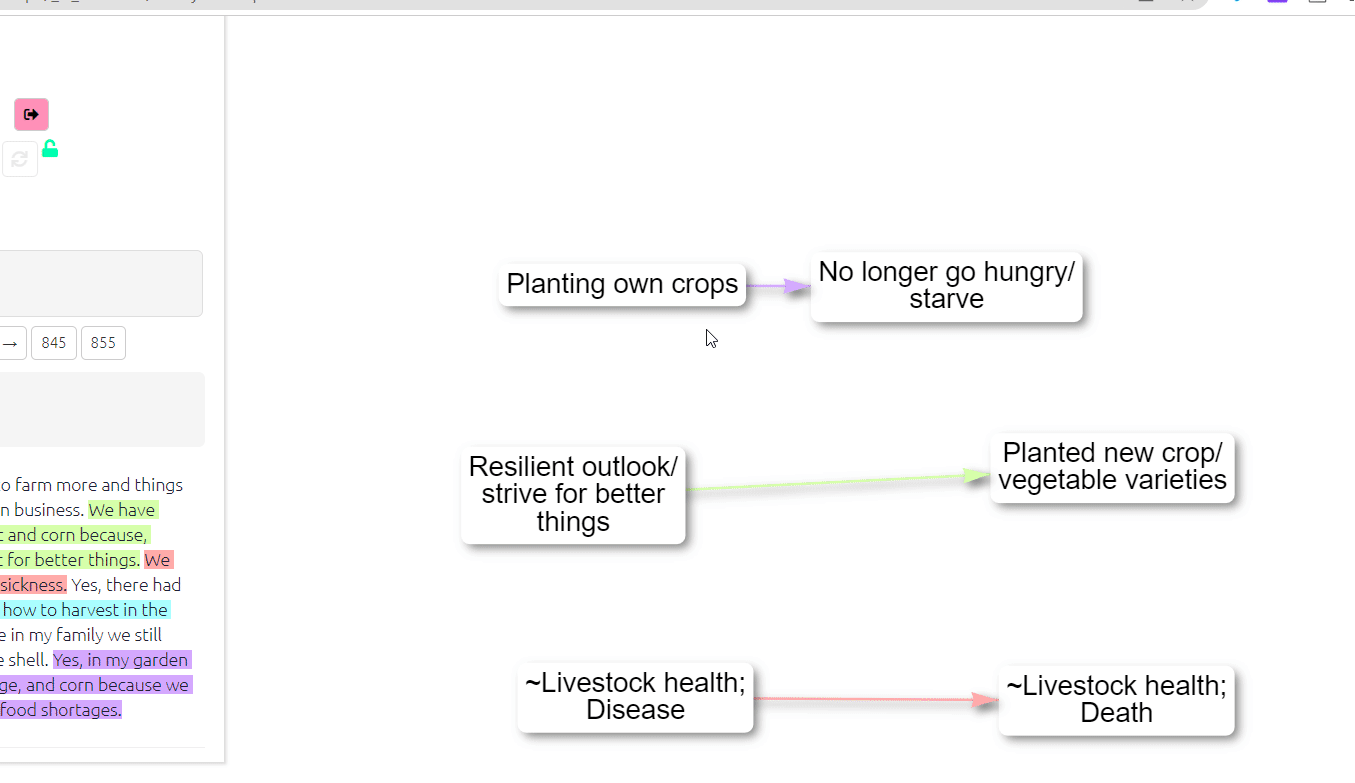 → 845 855
o farm more and things
n business. We have
t and corn because,
t for better things. We
sickness. Yes, there had
how to harvest in the
e in my family we still
e shell. Yes, in my garden
ge, and corn because we
food shortages.
Planting own crops
No longer go hungry/
starve
Resilient outlook/
strive for better
things
Planted new crop/
vegetable varieties
~Livestock health;
Disease
~Livestock health;
Death